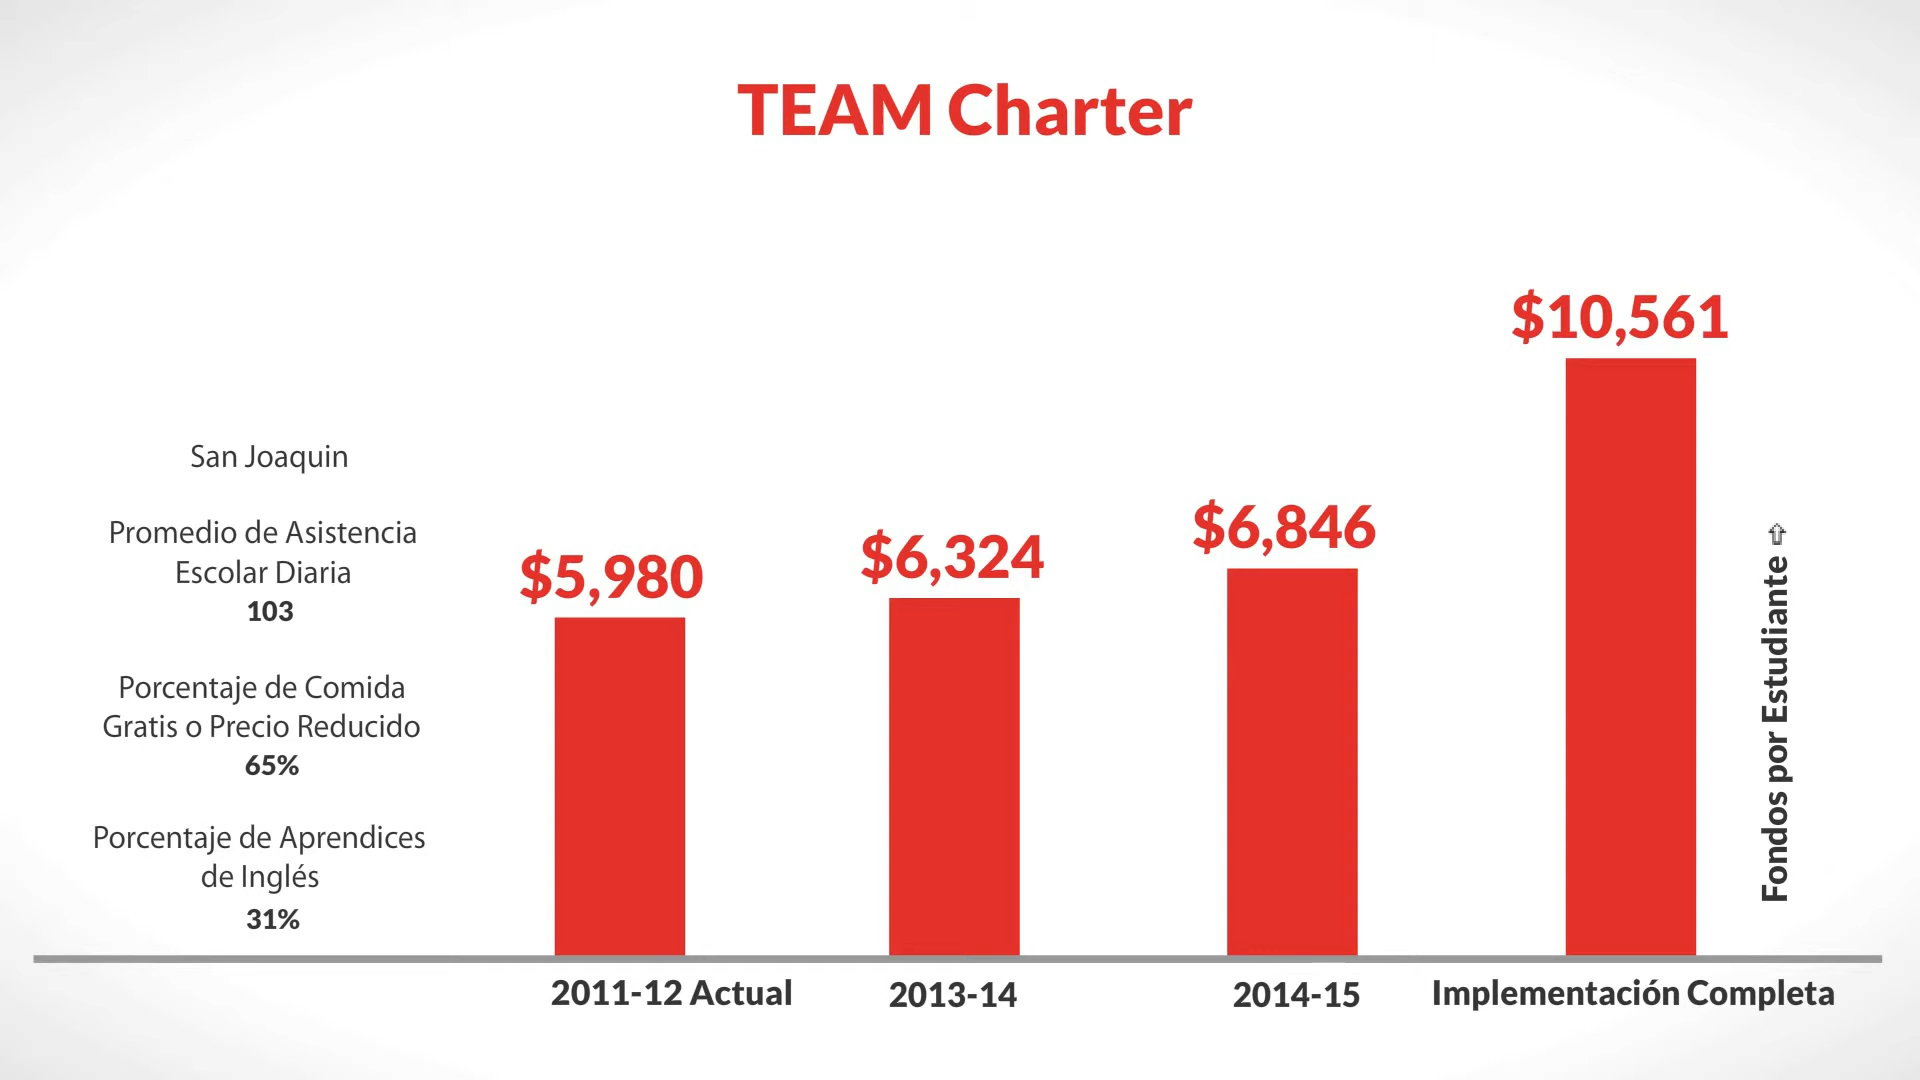 TEAM Charter
San Joaquin
Promedio de Asistencia
Escolar Diaria
103
Porcentaje de Comida
Gratis o Precio Reducido
65%
Porcentaje de Aprendices
de Inglés
31%
$5,980
$6,324
$6,846
$10,561
Fondos por Estudiante ⇧
2011-12 Actual
2013-14
2014-15
Implementación Completa